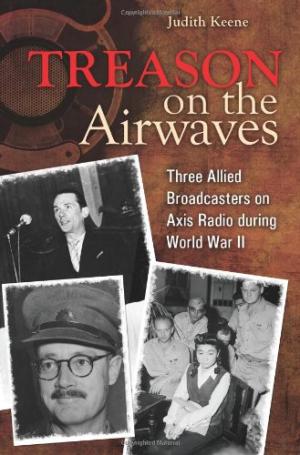 Judith Keene
TREASON
on the
Airwaves
Three Allied
Broadcasters on
Axis Radio during
World War II